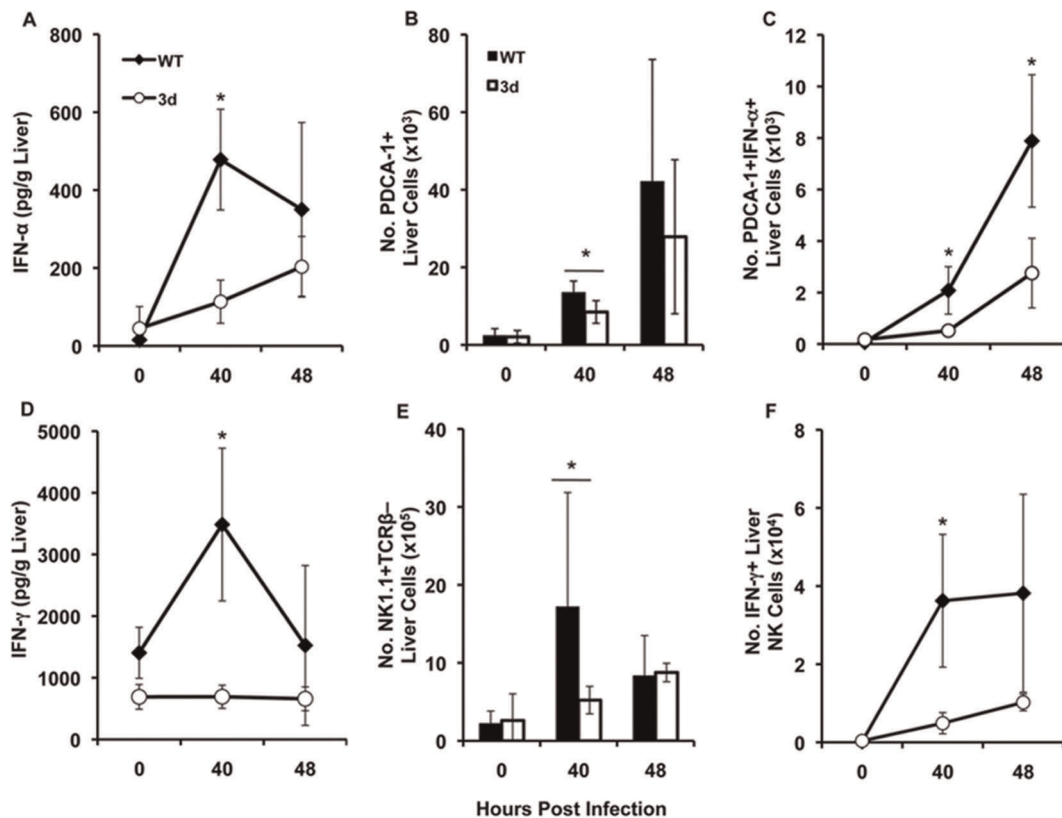 A
800
600
400
200
0
IFN-α (pg/g Liver)
WT
3d
*
0 40 48
B
80
60
40
20
0
No. PDCA-1+
Liver Cells (x10³)
WT
3d
*
0 40 48
C
12
10
8
6
4
2
0
No. PDCA-1+IFN-α+
Liver Cells (x10³)
*
*
0 40 48
D
5000
4000
3000
2000
1000
0
IFN-γ (pg/g Liver)
*
0 40 48
E
40
30
20
10
0
No. NK1.1+TCRβ–
Liver Cells (x10⁵)
*
0 40 48
F
8
6
4
2
0
No. IFN-γ+ Liver
NK Cells (x10⁴)
*
0 40 48
Hours Post Infection